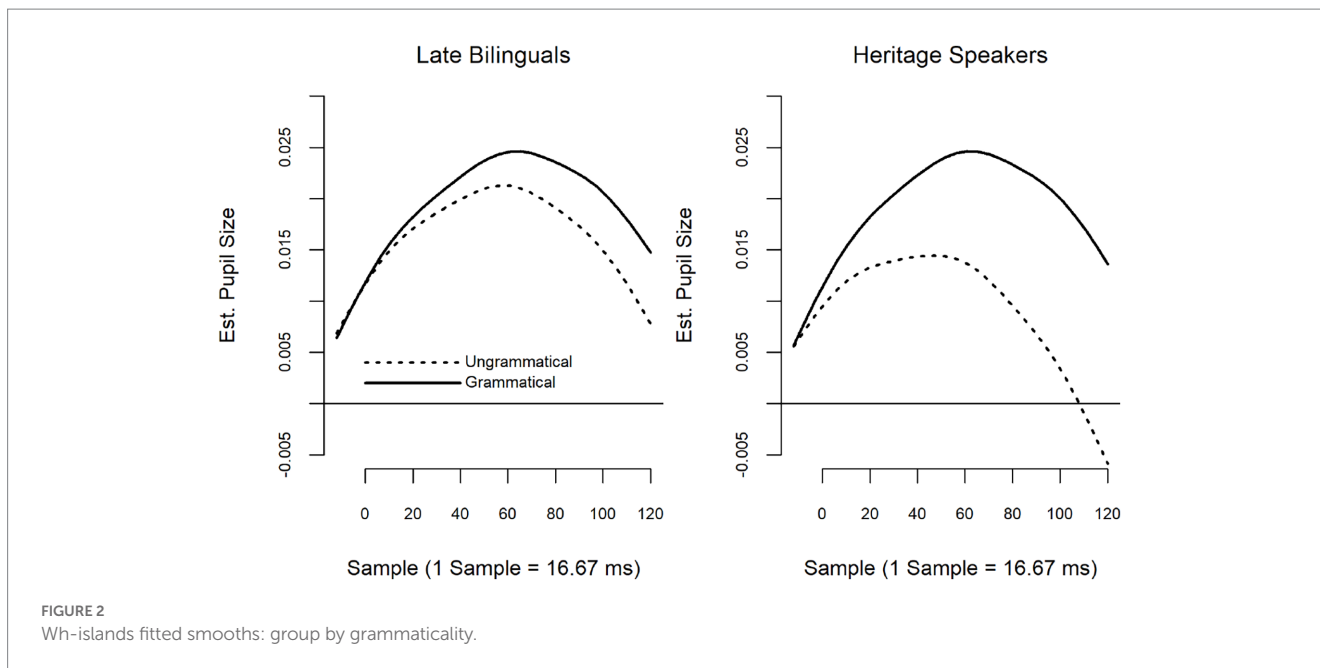 Late Bilinguals
Est. Pupil Size
0.025
0.015
0.005
-0.005
Ungrammatical
Grammatical
0 20 40 60 80 100 120
Sample (1 Sample = 16.67 ms)
Heritage Speakers
Est. Pupil Size
0.025
0.015
0.005
-0.005
0 20 40 60 80 100 120
Sample (1 Sample = 16.67 ms)
FIGURE 2
Wh-islands fitted smooths: group by grammaticality.